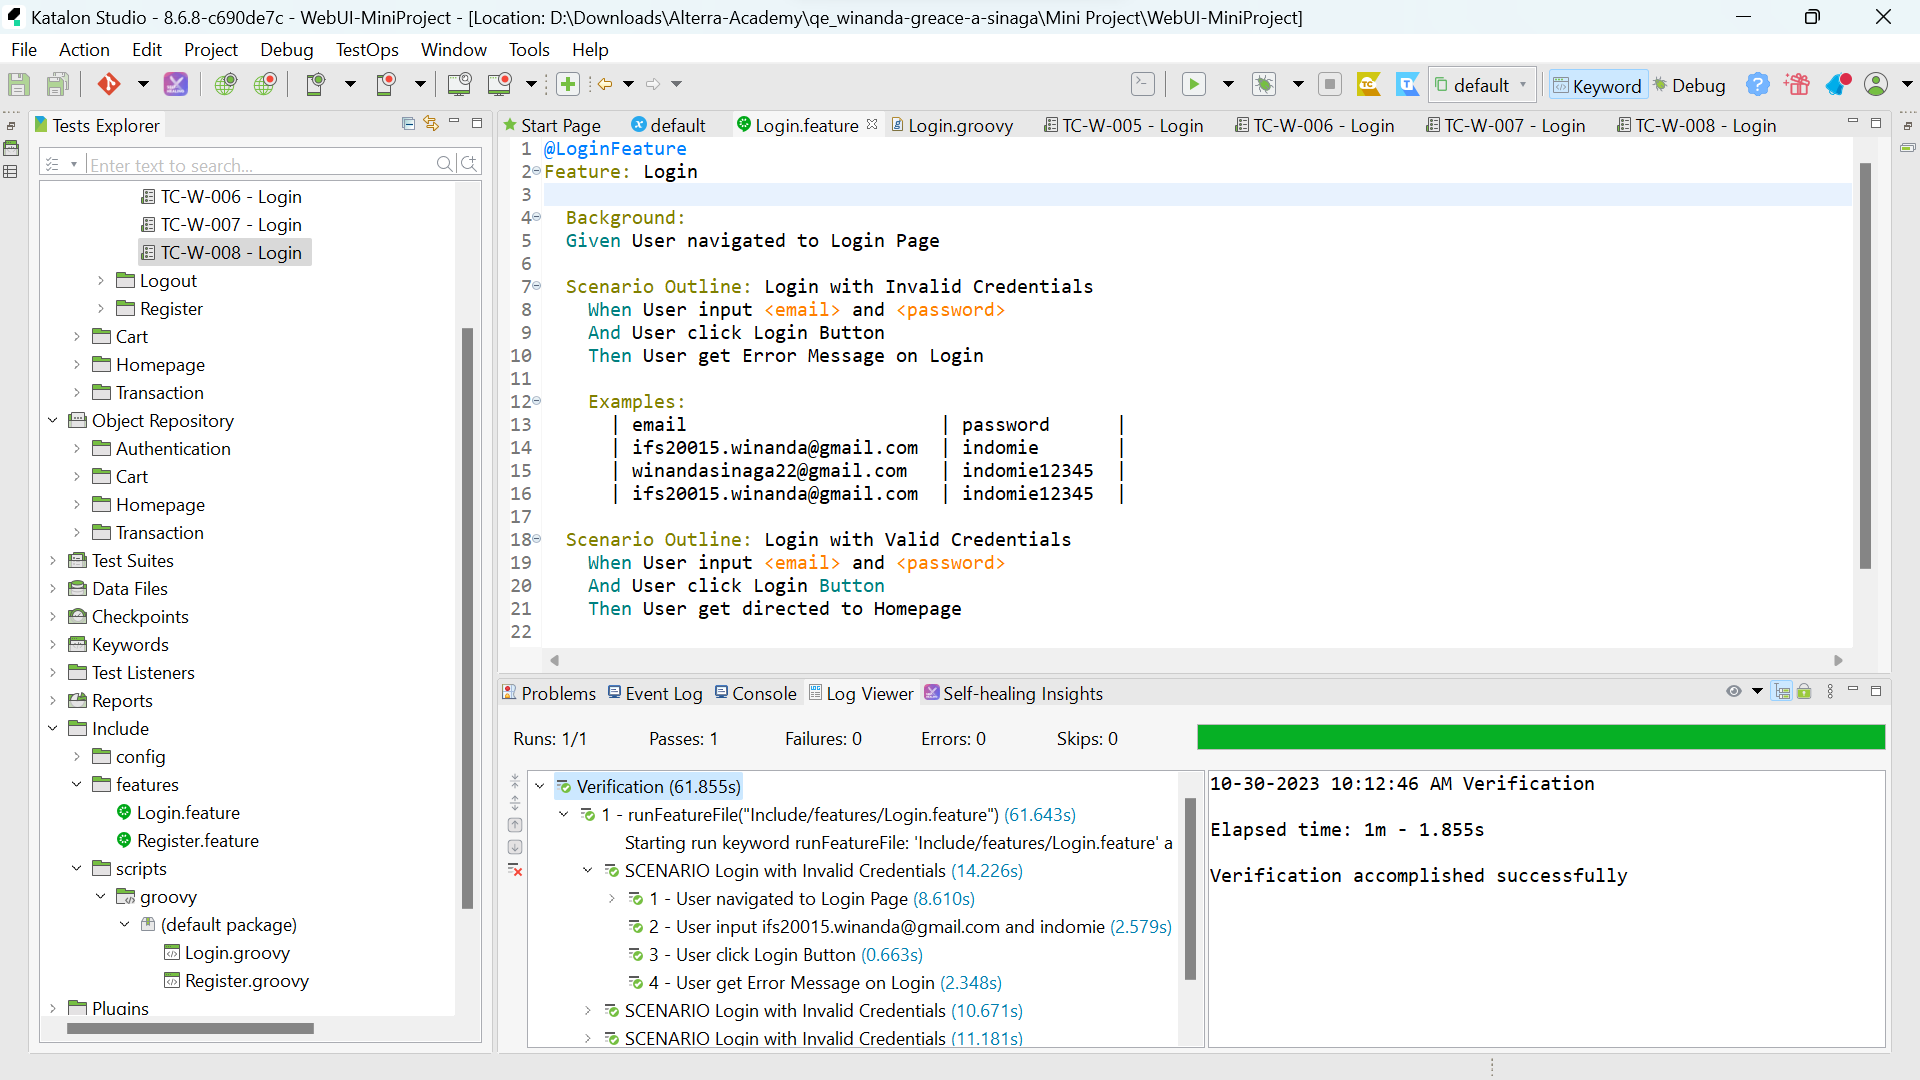 Katalon Studio - 8.6.8-c690de7c - WebUI-MiniProject - [Location: D:\Downloads\Alterra-Academy\qe_winanda-greace-a-sinaga\Mini Project\WebUI-MiniProject]
File Action Edit Project Debug TestOps Window Tools Help
default Keyword Debug
Tests Explorer
Enter text to search...
TC-W-006 - Login
TC-W-007 - Login
TC-W-008 - Login
Logout
Register
Cart
Homepage
Transaction
Object Repository
Authentication
Cart
Homepage
Transaction
Test Suites
Data Files
Checkpoints
Keywords
Test Listeners
Reports
Include
config
features
Login.feature
Register.feature
scripts
groovy
(default package)
Login.groovy
Register.groovy
Plugins
Start Page default Login.feature Login.groovy TC-W-005 - Login TC-W-006 - Login TC-W-007 - Login TC-W-008 - Login
1 @LoginFeature
2 Feature: Login
3
4 Background:
5 Given User navigated to Login Page
6
7 Scenario Outline: Login with Invalid Credentials
8 When User input <email> and <password>
9 And User click Login Button
10 Then User get Error Message on Login
11
12 Examples:
13 | email | password |
14 | ifs20015.winanda@gmail.com | indomie |
15 | winandasinaga22@gmail.com | indomie12345 |
16 | ifs20015.winanda@gmail.com | indomie12345 |
17
18 Scenario Outline: Login with Valid Credentials
19 When User input <email> and <password>
20 And User click Login Button
21 Then User get directed to Homepage
22
Problems Event Log Console Log Viewer Self-healing Insights
Runs: 1/1 Passes: 1 Failures: 0 Errors: 0 Skips: 0
Verification (61.855s)
1 - runFeatureFile("Include/features/Login.feature") (61.643s)
Starting run keyword runFeatureFile: 'Include/features/Login.feature' a
SCENARIO Login with Invalid Credentials (14.226s)
1 - User navigated to Login Page (8.610s)
2 - User input ifs20015.winanda@gmail.com and indomie (2.579s)
3 - User click Login Button (0.663s)
4 - User get Error Message on Login (2.348s)
SCENARIO Login with Invalid Credentials (10.671s)
SCENARIO Login with Invalid Credentials (11.181s)
10-30-2023 10:12:46 AM Verification
Elapsed time: 1m - 1.855s
Verification accomplished successfully